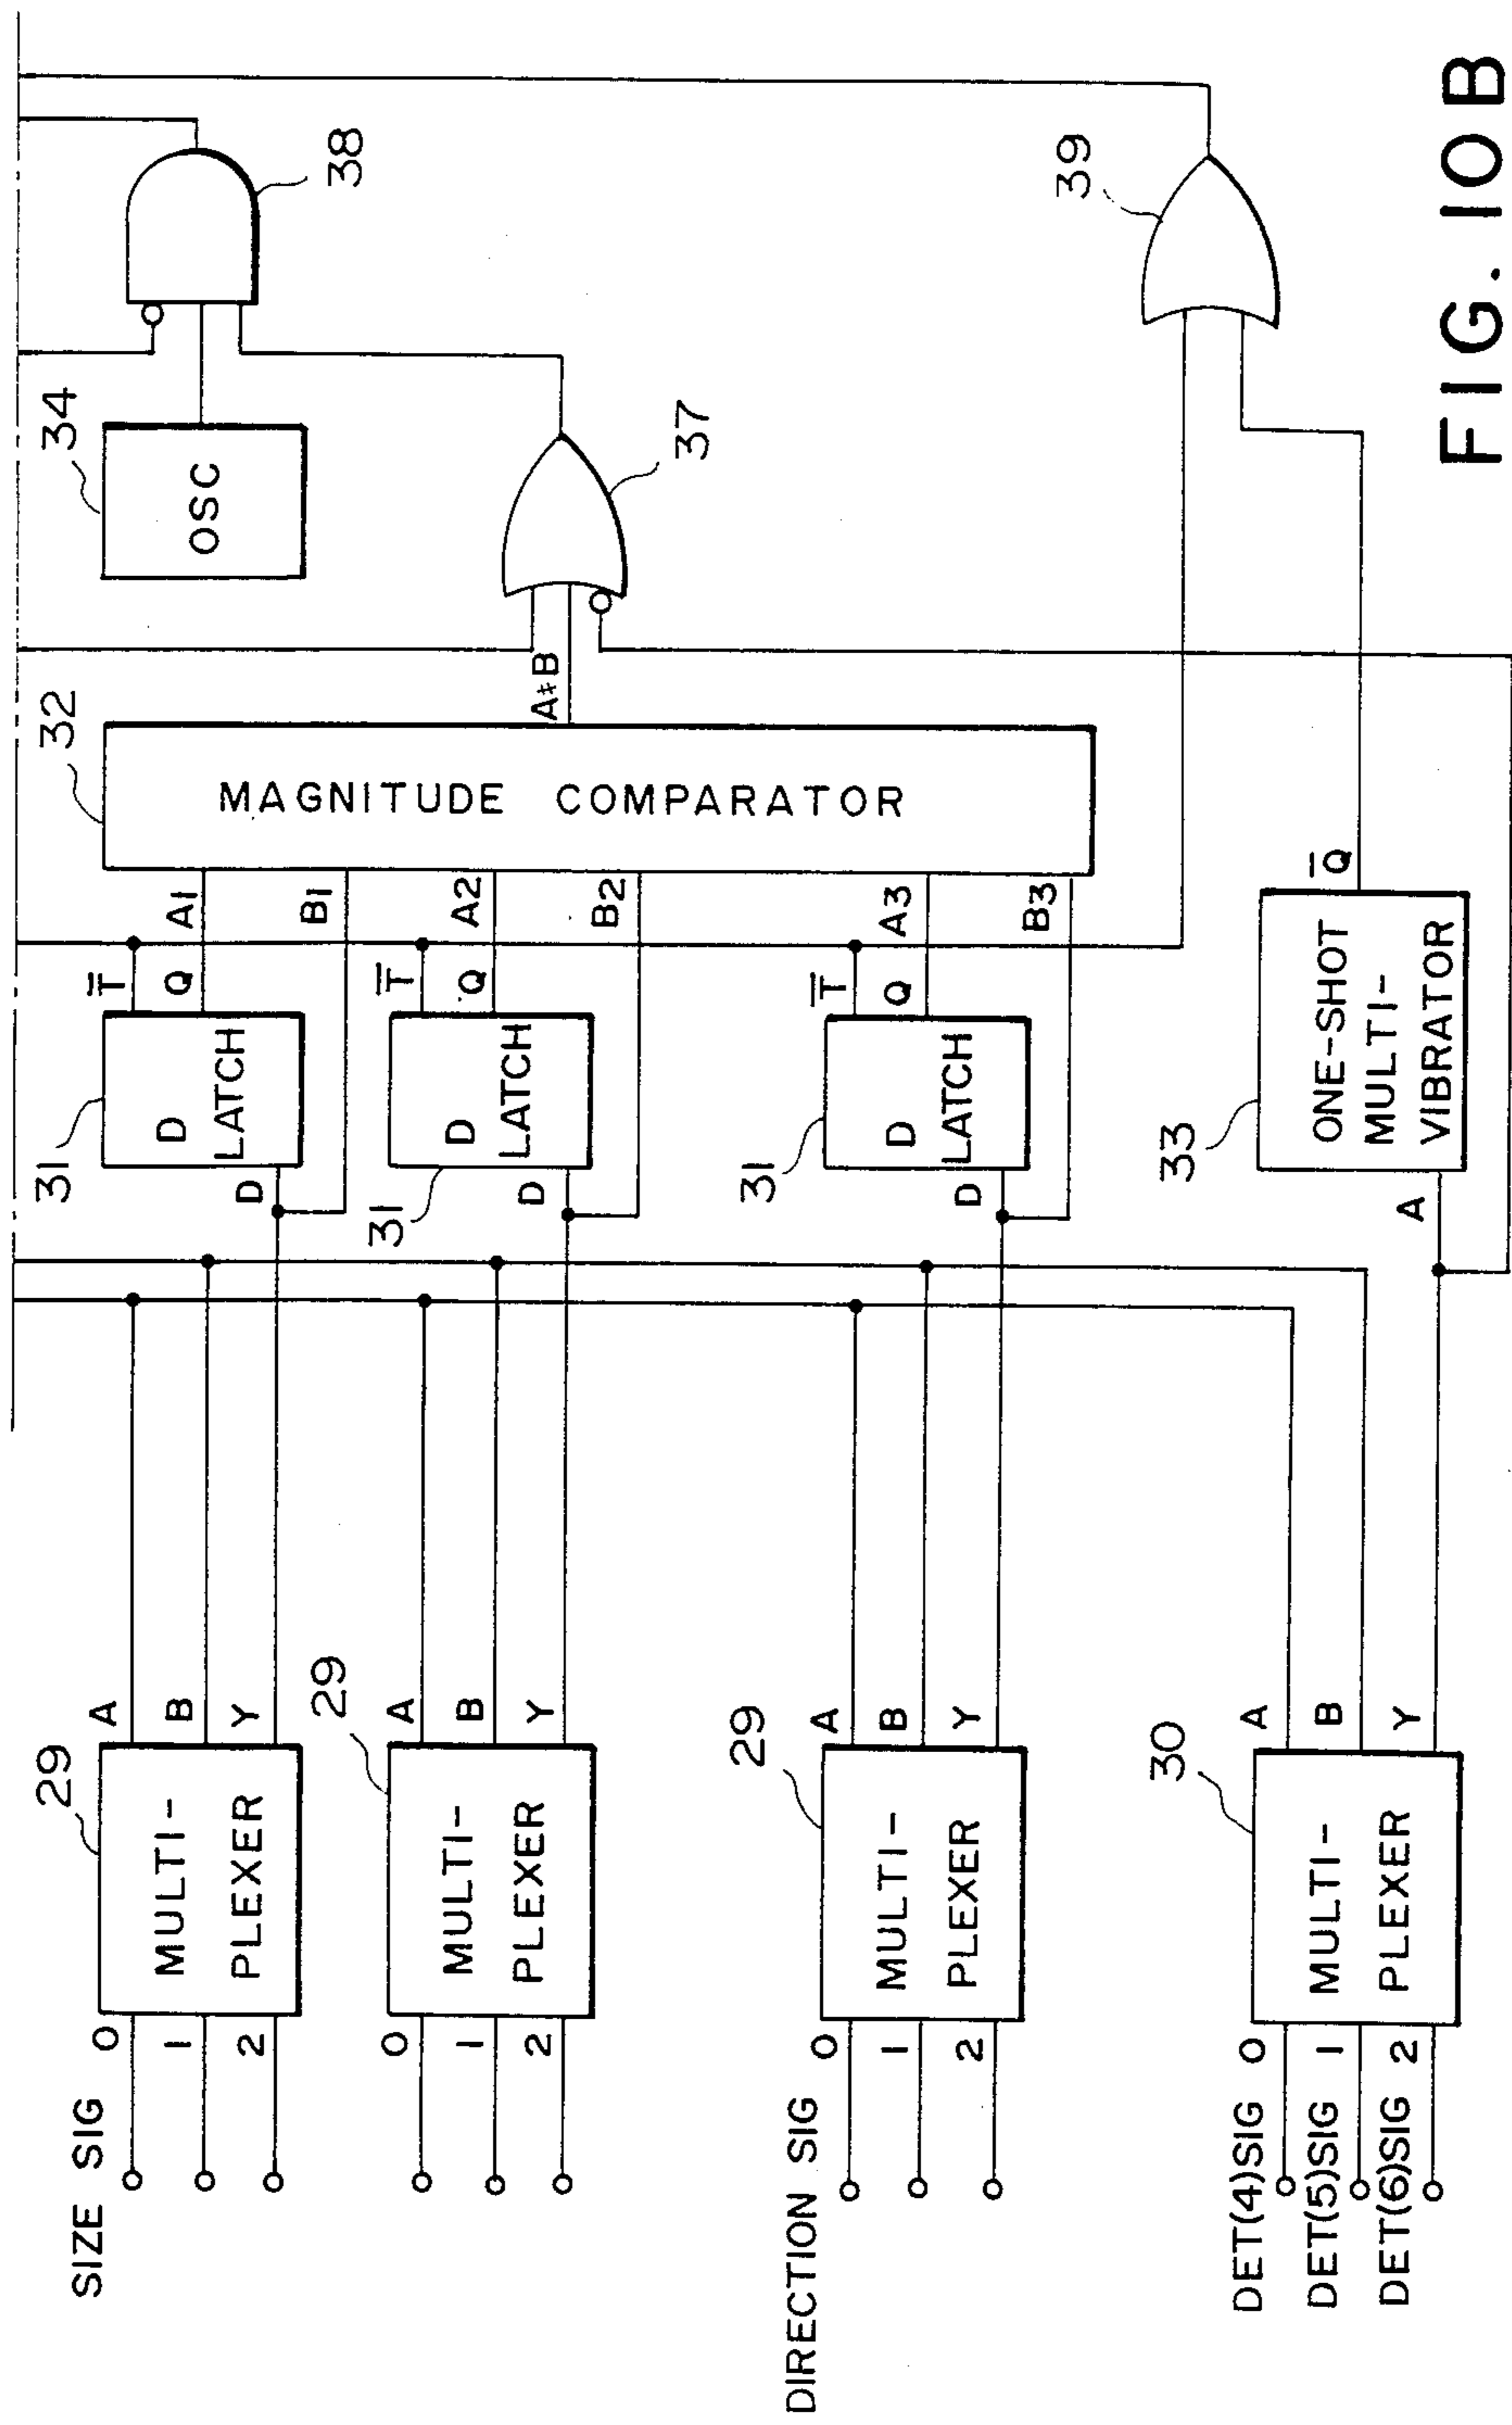 SIZE SIG
0
1
2
29
MULTI-
PLEXER
A
B
Y
0
1
2
29
MULTI-
PLEXER
A
B
Y
DIRECTION SIG
0
1
2
29
MULTI-
PLEXER
A
B
Y
DET(4)SIG 0
DET(5)SIG 1
DET(6)SIG 2
30
MULTI-
PLEXER
A
B
Y
31
D
D
LATCH
T̅
Q
31
D
D
LATCH
T̅
Q
31
D
D
LATCH
T̅
Q
A
33
ONE-SHOT
MULTI-
VIBRATOR
Q̅
A1
B1
A2
B2
A3
B3
32
MAGNITUDE COMPARATOR
A≠B
34
OSC
37
38
39
FIG. 10B